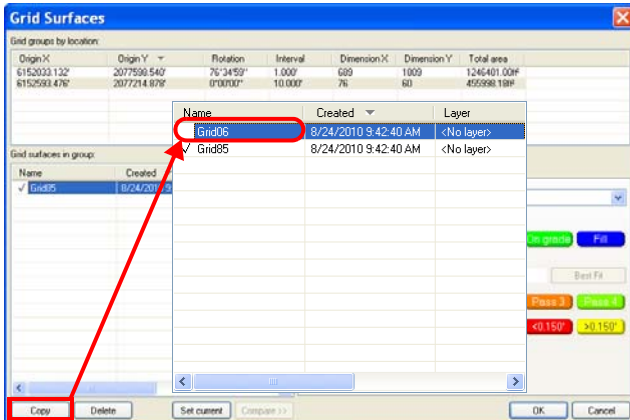 Grid Surfaces
Grid groups by location:
Origin X Origin Y Rotation Interval Dimension X Dimension Y Total area
6152033.132' 2077598.540' 76°34'59" 1.000' 689 1009 1246401.00ft²
6152593.476' 2077214.878' 0°00'00" 10.000' 76 60 455998.18ft²
Name Created Layer
Grid06 8/24/2010 9:42:40 AM <No layer>
Grid85 8/24/2010 9:42:40 AM <No layer>
Grid surfaces in group:
Name Created
Grid85 8/24/2010 9
On grade Fill
Best Fit
Pass 3 Pass 4
<0.150' >0.150'
Copy Delete Set current Compare >> OK Cancel